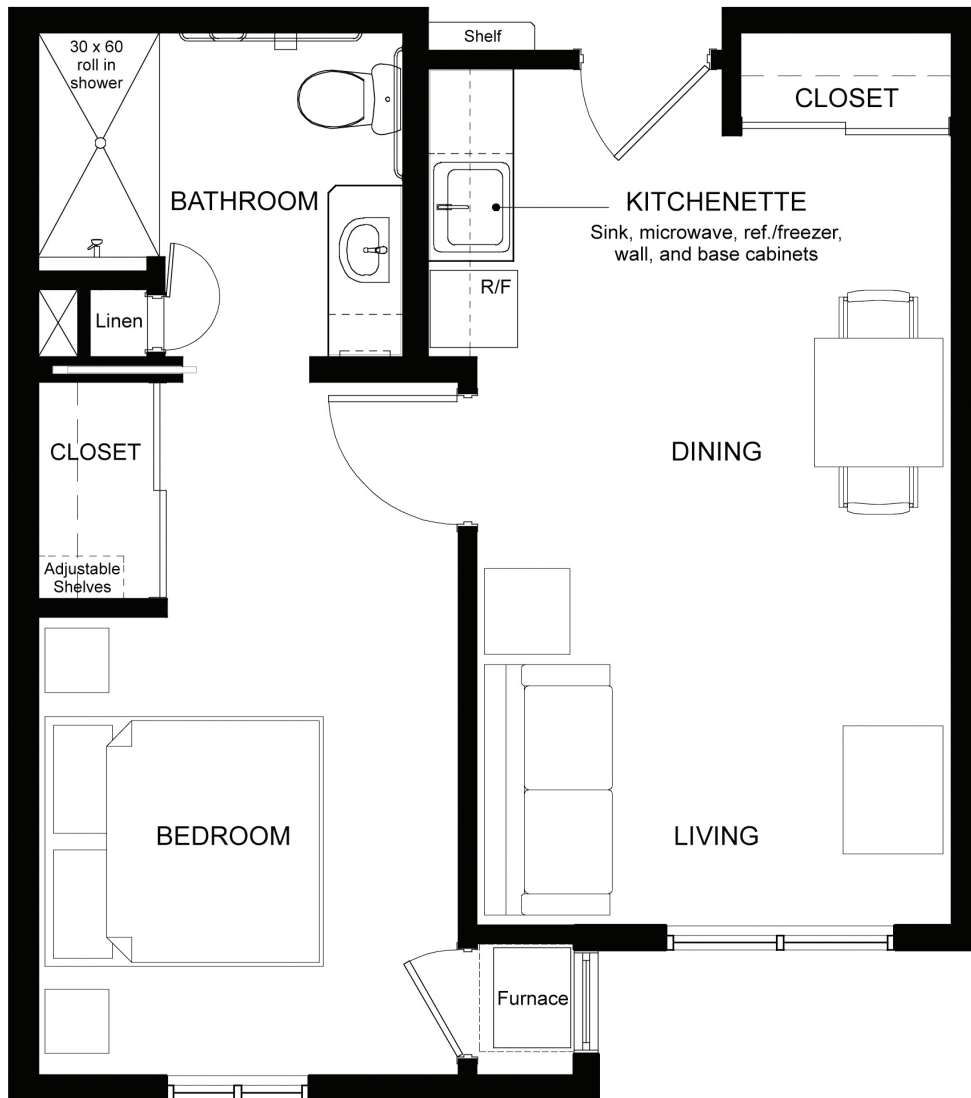 30 x 60
roll in
shower
Shelf
CLOSET
BATHROOM
KITCHENETTE
Sink, microwave, ref./freezer,
wall, and base cabinets
R/F
Linen
CLOSET
DINING
Adjustable
Shelves
BEDROOM
LIVING
Furnace